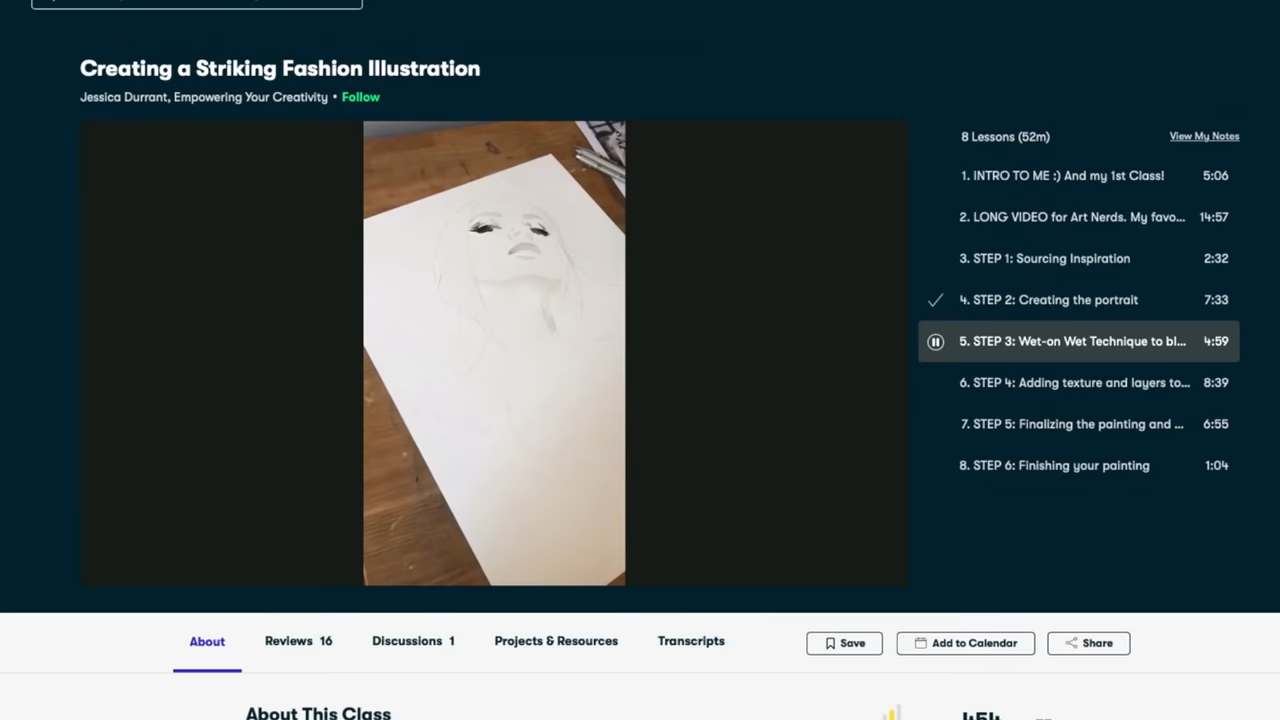 Creating a Striking Fashion Illustration
Jessica Durrant, Empowering Your Creativity • Follow
8 Lessons (52m) View My Notes
1. INTRO TO ME :) And my 1st Class! 5:06
2. LONG VIDEO for Art Nerds. My favo... 14:57
3. STEP 1: Sourcing Inspiration 2:32
4. STEP 2: Creating the portrait 7:33
5. STEP 3: Wet-on Wet Technique to bl... 4:59
6. STEP 4: Adding texture and layers to... 8:39
7. STEP 5: Finalizing the painting and ... 6:55
8. STEP 6: Finishing your painting 1:04
About Reviews 16 Discussions 1 Projects & Resources Transcripts Save Add to Calendar Share
About This Class 454